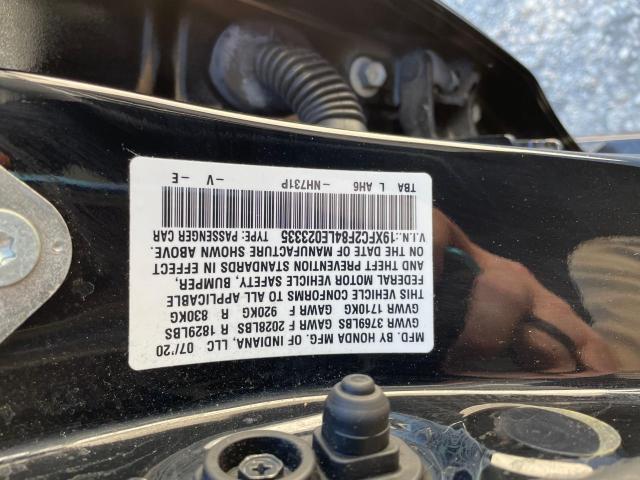 MFD. BY HONDA MFG. OF INDIANA, LLC 07/'20
GVWR 3769LBS GAWR F 2028LBS R 1829LBS
GVWR 1710KG GAWR F 920KG R 830KG
THIS VEHICLE CONFORMS TO ALL APPLICABLE
FEDERAL MOTOR VEHICLE SAFETY, BUMPER,
AND THEFT PREVENTION STANDARDS IN EFFECT
ON THE DATE OF MANUFACTURE SHOWN ABOVE.
V.I.N.:19XFC2F84LE023335 TYPE: PASSENGER CAR
TBA L AH6 -NH731P -V -E